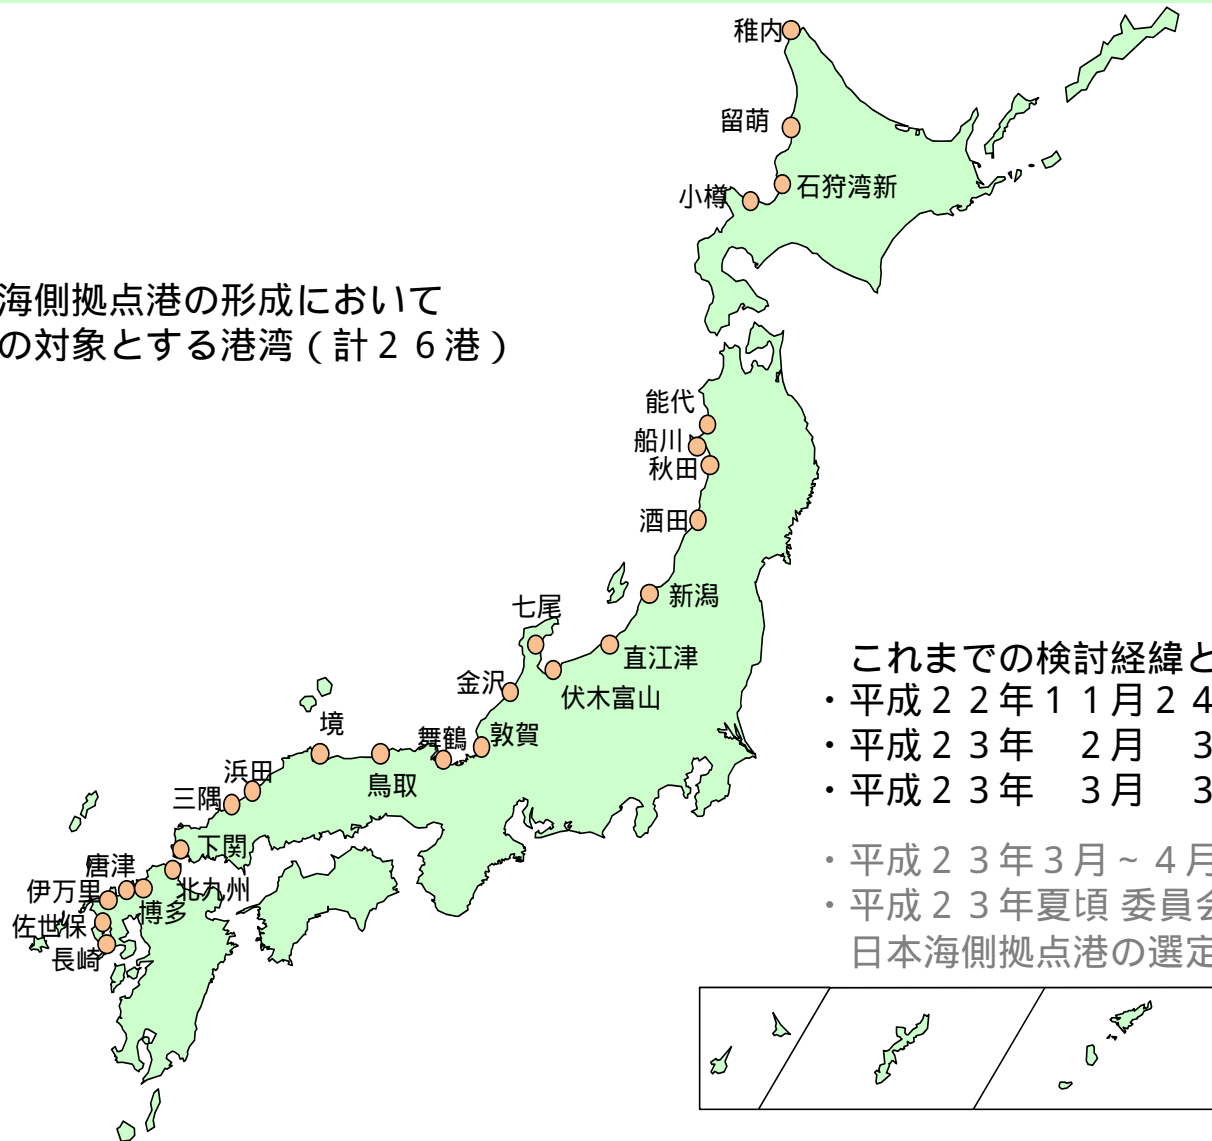 稚内
留萌
石狩湾新
小樽
海側拠点港の形成において
の対象とする港湾（計２６港）
能代
船川
秋田
酒田
新潟
七尾
直江津
伏木富山
金沢
境
舞鶴
敦賀
鳥取
浜田
三隅
下関
唐津
北九州
伊万里
博多
佐世保
長崎
これまでの検討経緯と
・平成２２年１１月２４
・平成２３年　２月　３
・平成２３年　３月　３
・平成２３年３月~４月
・平成２３年夏頃 委員会
日本海側拠点港の選定